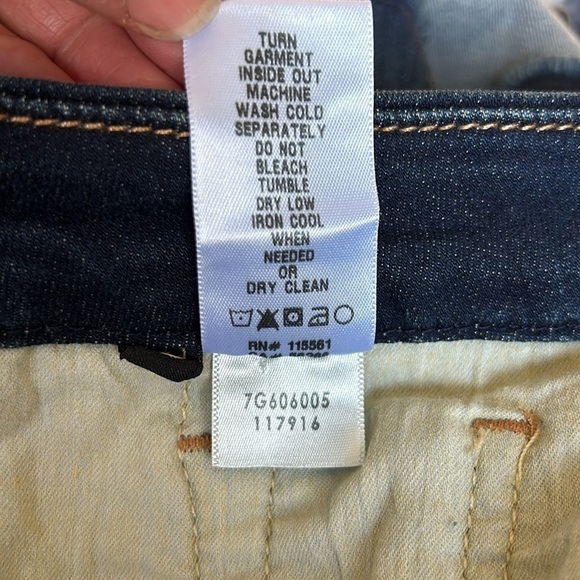 TURN
GARMENT
INSIDE OUT
MACHINE
WASH COLD
SEPARATELY
DO NOT
BLEACH
TUMBLE
DRY LOW
IRON COOL
WHEN
NEEDED
OR
DRY CLEAN
RN# 115561
7G606005
117916